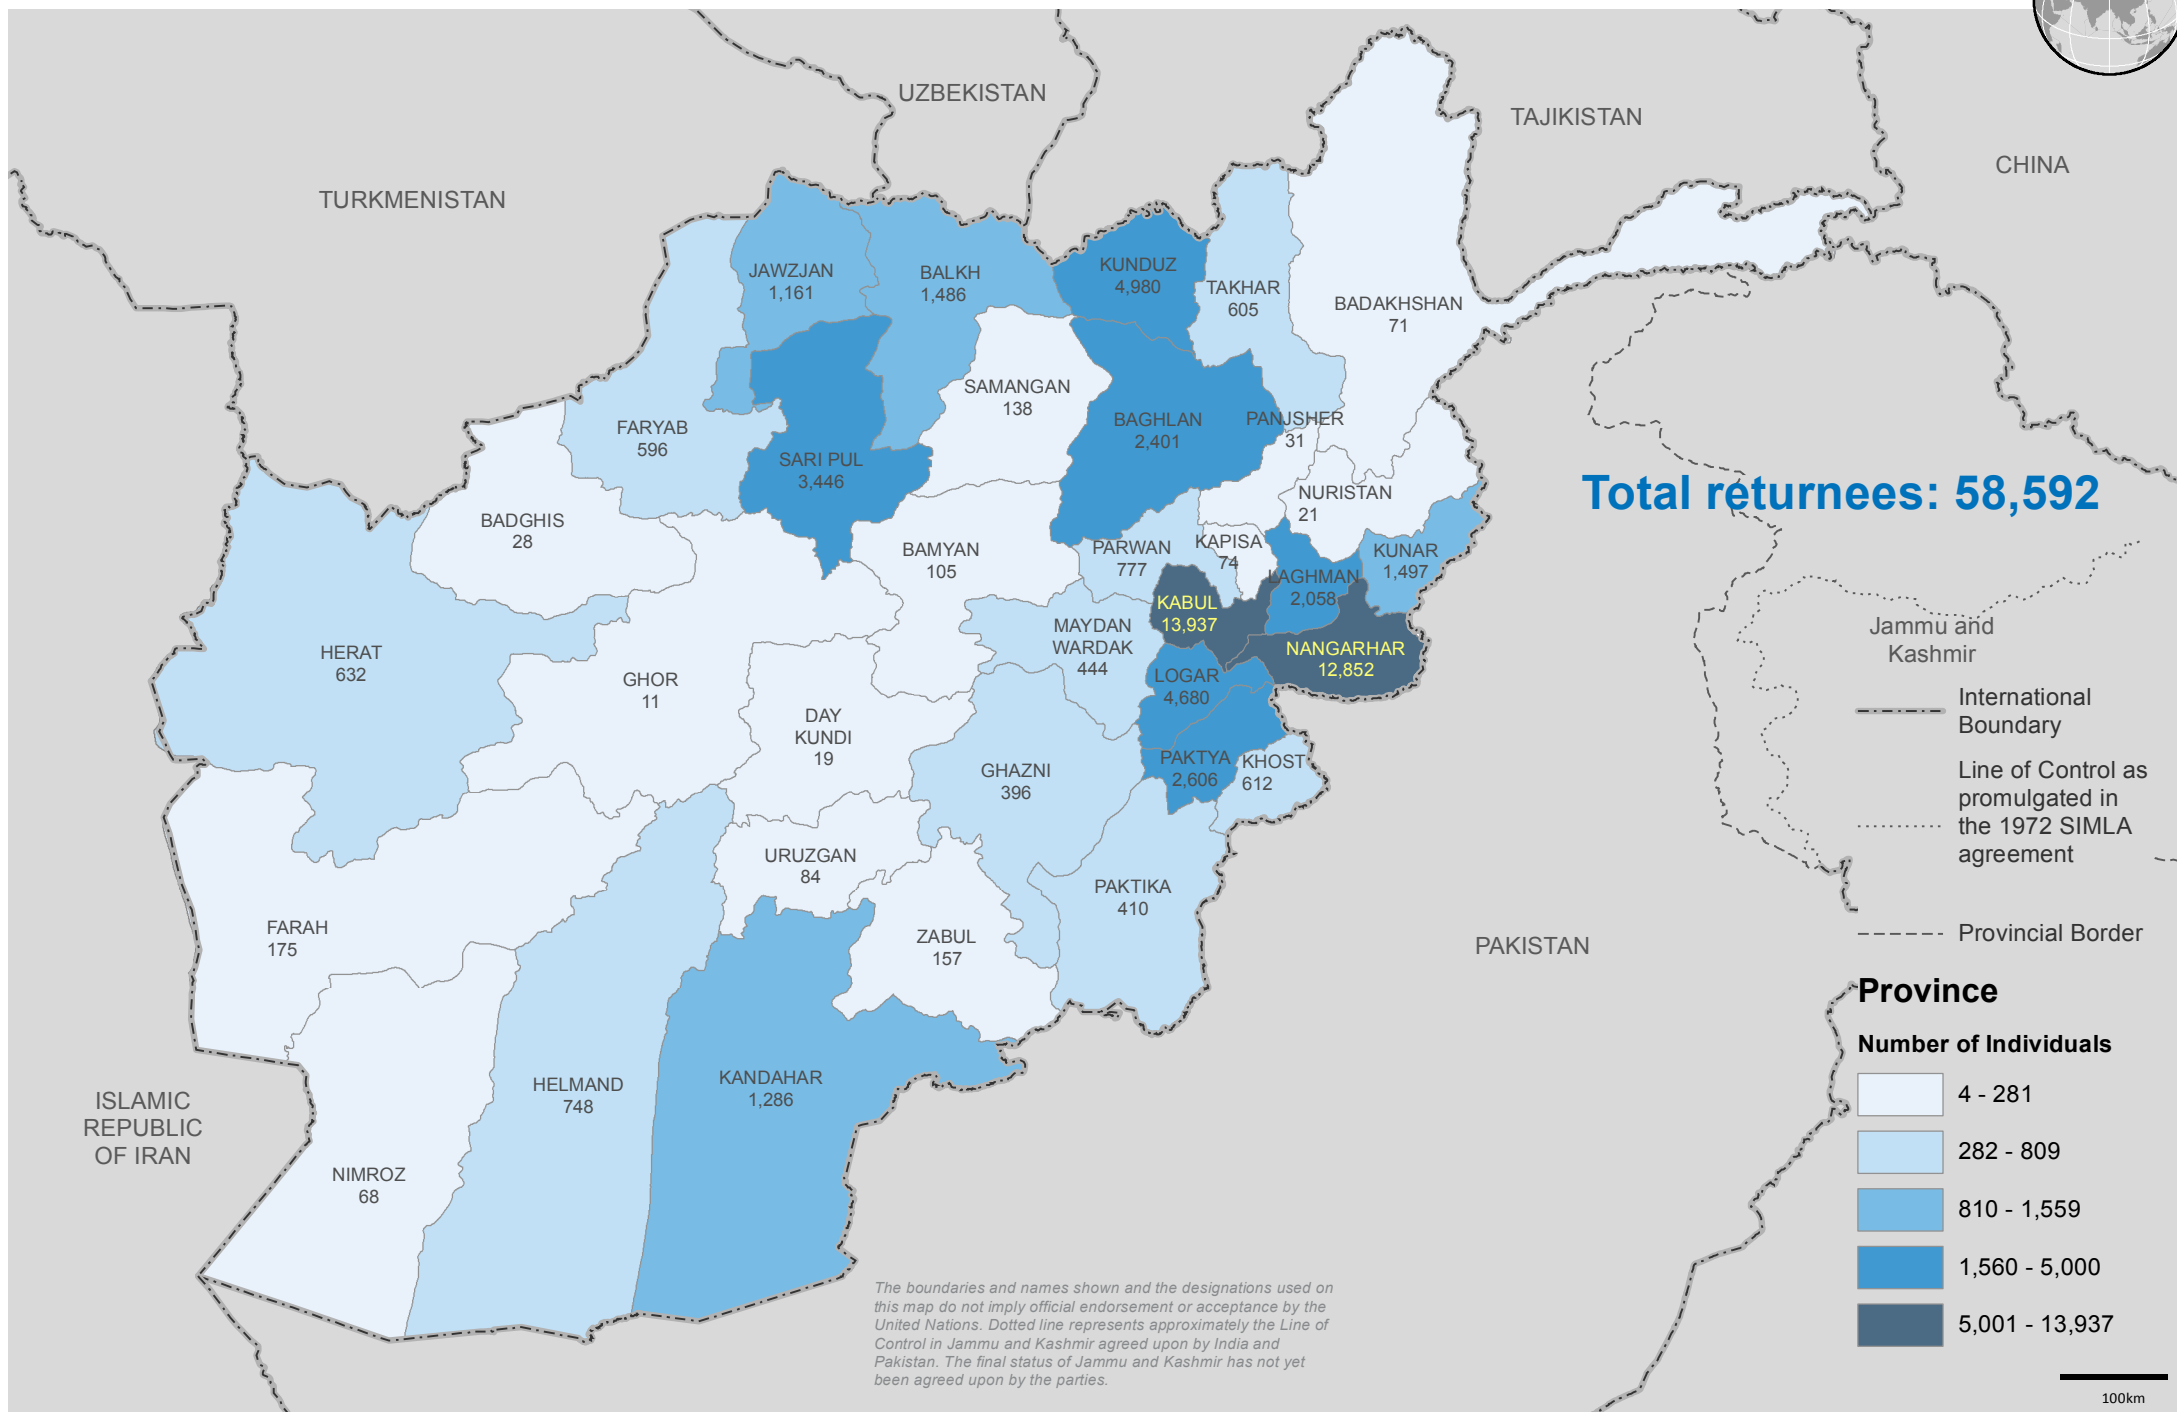 UZBEKISTAN
TAJIKISTAN
CHINA
TURKMENISTAN
JAWZJAN
1,161
BALKH
1,486
KUNDUZ
4,980
TAKHAR
605
BADAKHSHAN
71
SAMANGAN
138
FARYAB
596
BAGHLAN
2,401
PANJSHER
31
SARI PUL
3,446
NURISTAN
21
Total returnees: 58,592
BADGHIS
28
BAMYAN
105
PARWAN
777
KAPISA
74
KUNAR
1,497
LAGHMAN
2,058
KABUL
13,937
HERAT
632
MAYDAN
WARDAK
444
NANGARHAR
12,852
GHOR
11
LOGAR
4,680
DAY
KUNDI
19
GHAZNI
396
PAKTYA
2,606
KHOST
612
URUZGAN
84
PAKTIKA
410
FARAH
175
ZABUL
157
PAKISTAN
HELMAND
748
KANDAHAR
1,286
ISLAMIC
REPUBLIC
OF IRAN
NIMROZ
68
Jammu and
Kashmir
International
Boundary
Line of Control as
promulgated in
the 1972 SIMLA
agreement
Provincial Border
Province
Number of Individuals
4 - 281
282 - 809
810 - 1,559
1,560 - 5,000
5,001 - 13,937
The boundaries and names shown and the designations used on
this map do not imply official endorsement or acceptance by the
United Nations. Dotted line represents approximately the Line of
Control in Jammu and Kashmir agreed upon by India and
Pakistan. The final status of Jammu and Kashmir has not yet
been agreed upon by the parties.
100km